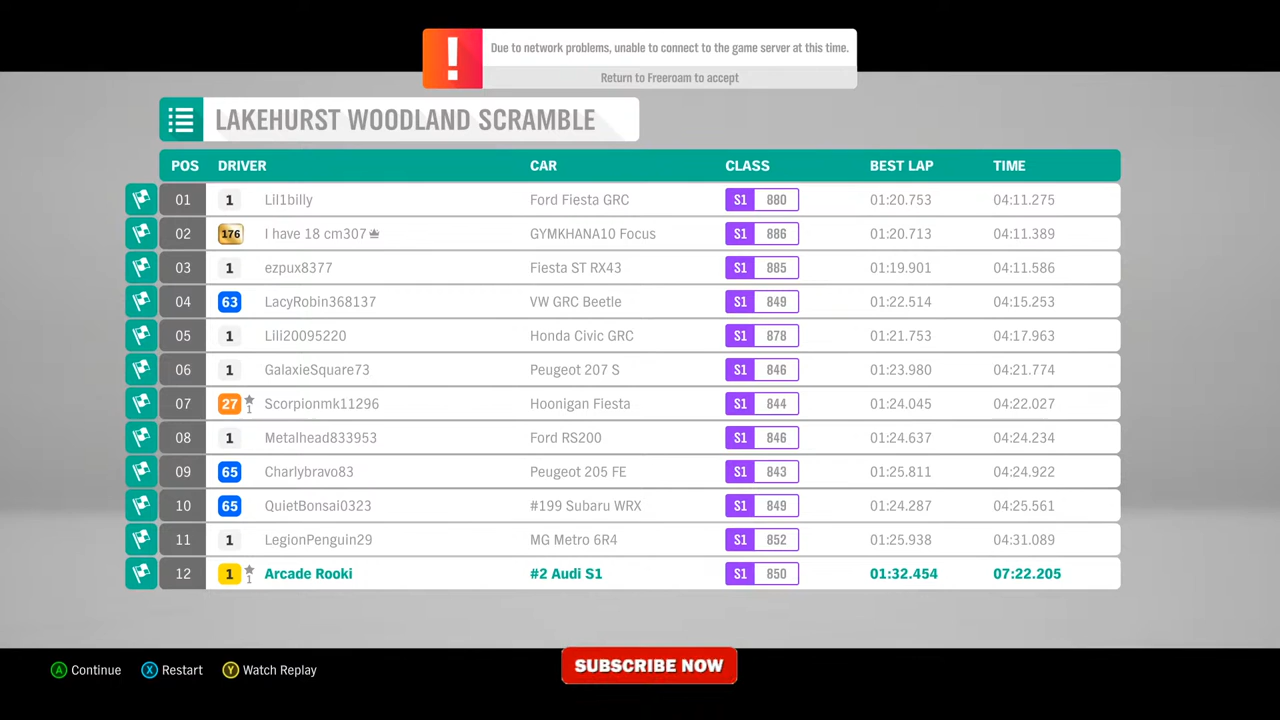 ! Due to network problems, unable to connect to the game server at this time.
Return to Freeroam to accept
LAKEHURST WOODLAND SCRAMBLE
POS DRIVER CAR CLASS BEST LAP TIME
01 1 Lil1billy Ford Fiesta GRC S1 880 01:20.753 04:11.275
02 176 I have 18 cm307 GYMKHANA10 Focus S1 886 01:20.713 04:11.389
03 1 ezpux8377 Fiesta ST RX43 S1 885 01:19.901 04:11.586
04 63 LacyRobin368137 VW GRC Beetle S1 849 01:22.514 04:15.253
05 1 Lili20095220 Honda Civic GRC S1 878 01:21.753 04:17.963
06 1 GalaxieSquare73 Peugeot 207 S S1 846 01:23.980 04:21.774
07 27 1 Scorpionmk11296 Hoonigan Fiesta S1 844 01:24.045 04:22.027
08 1 Metalhead833953 Ford RS200 S1 846 01:24.637 04:24.234
09 65 Charlybravo83 Peugeot 205 FE S1 843 01:25.811 04:24.922
10 65 QuietBonsai0323 #199 Subaru WRX S1 849 01:24.287 04:25.561
11 1 LegionPenguin29 MG Metro 6R4 S1 852 01:25.938 04:31.089
12 1 1 Arcade Rooki #2 Audi S1 S1 850 01:32.454 07:22.205
A Continue X Restart Y Watch Replay
SUBSCRIBE NOW